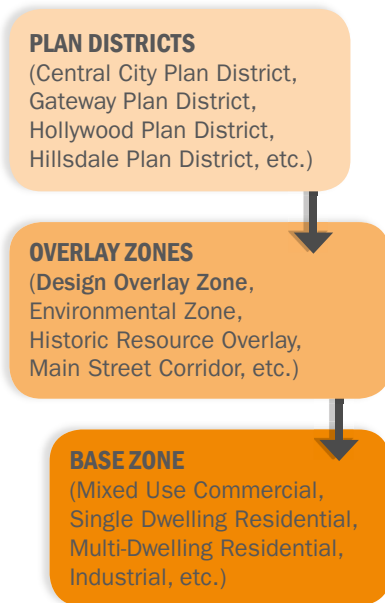 PLAN DISTRICTS
(Central City Plan District,
Gateway Plan District,
Hollywood Plan District,
Hillsdale Plan District, etc.)
OVERLAY ZONES
(Design Overlay Zone,
Environmental Zone,
Historic Resource Overlay,
Main Street Corridor, etc.)
BASE ZONE
(Mixed Use Commercial,
Single Dwelling Residential,
Multi-Dwelling Residential,
Industrial, etc.)